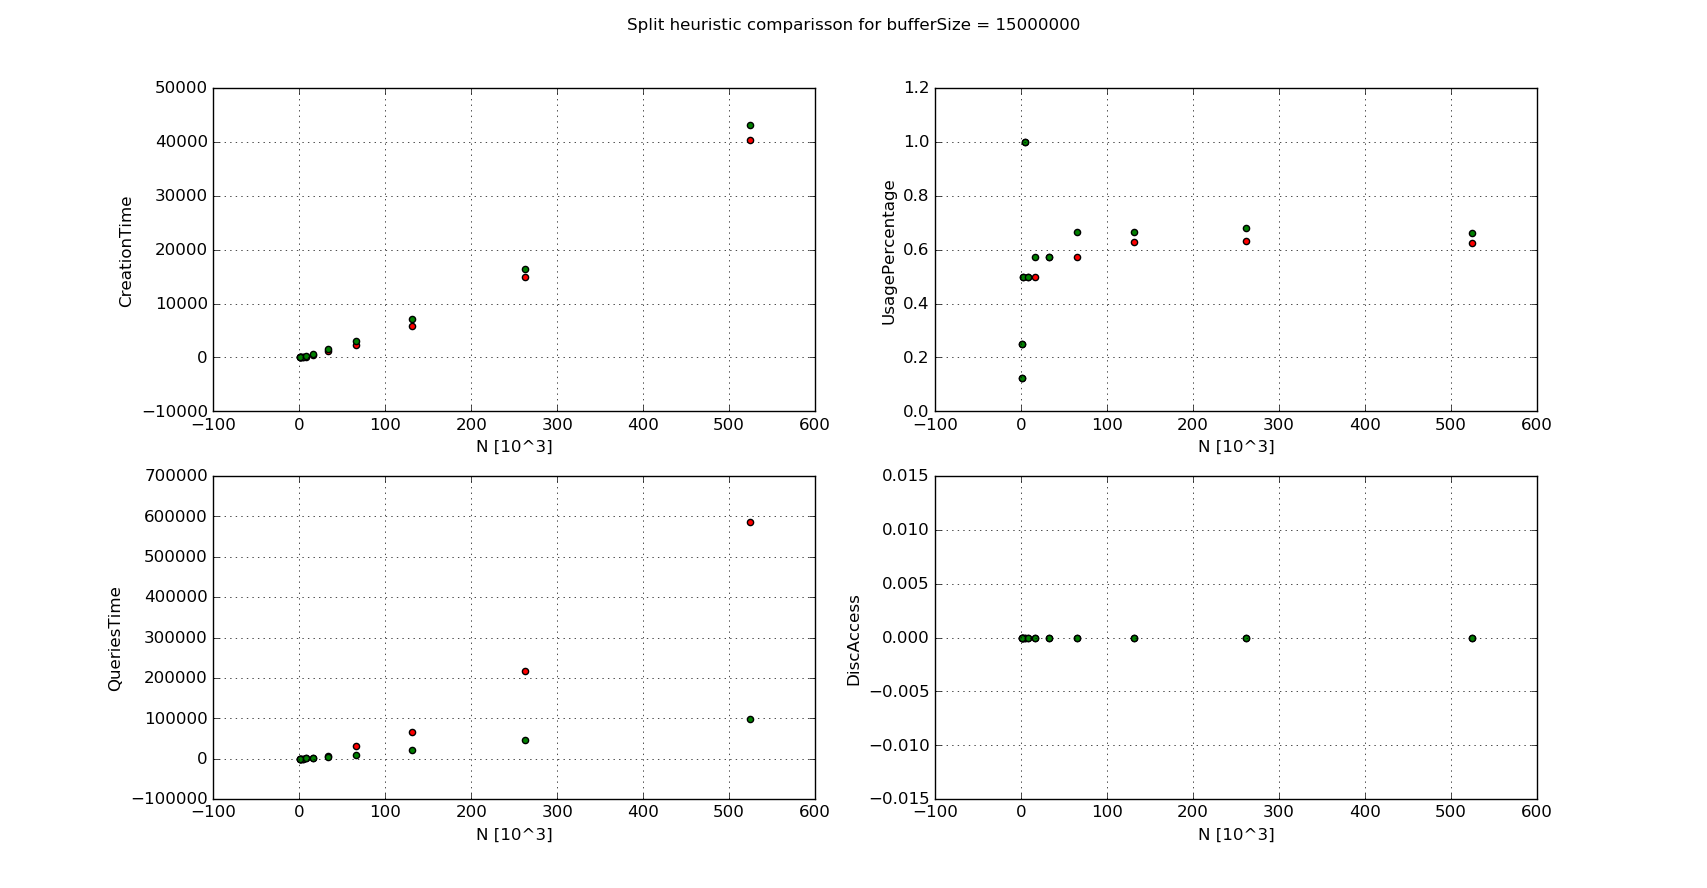 Split heuristic comparisson for bufferSize = 15000000
CreationTime
50000
40000
30000
20000
10000
0
−10000
−100 0 100 200 300 400 500 600
N [10^3]
UsagePercentage
1.2
1.0
0.8
0.6
0.4
0.2
0.0
−100 0 100 200 300 400 500 600
N [10^3]
QueriesTime
700000
600000
500000
400000
300000
200000
100000
0
−100000
−100 0 100 200 300 400 500 600
N [10^3]
DiscAccess
0.015
0.010
0.005
0.000
−0.005
−0.010
−0.015
−100 0 100 200 300 400 500 600
N [10^3]